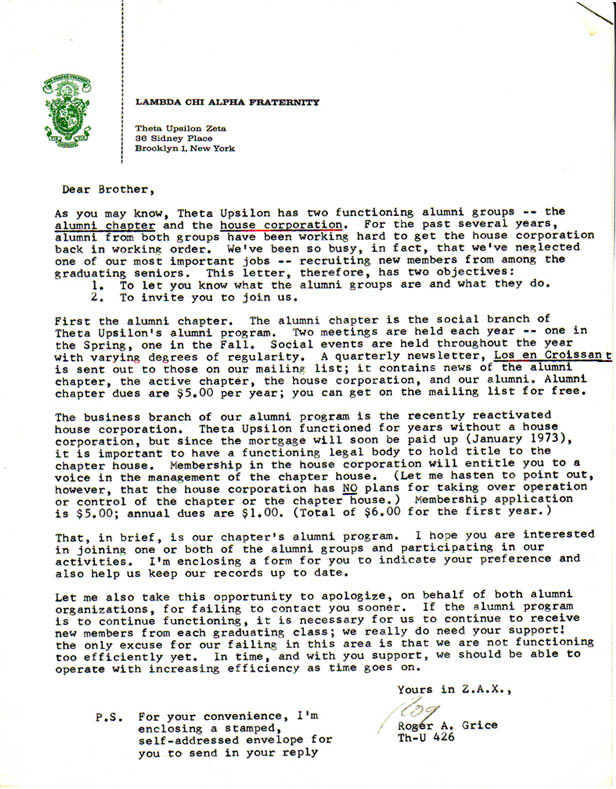 LAMBDA CHI ALPHA FRATERNITY
Theta Upsilon Zeta
36 Sidney Place
Brooklyn 1, New York
Dear Brother,
As you may know, Theta Upsilon has two functioning alumni groups -- the
alumni chapter and the house corporation. For the past several years,
alumni from both groups have been working hard to get the house corporation
back in working order. We've been so busy, in fact, that we've neglected
one of our most important jobs -- recruiting new members from among the
graduating seniors. This letter, therefore, has two objectives:
1. To let you know what the alumni groups are and what they do.
2. To invite you to join us.
First the alumni chapter. The alumni chapter is the social branch of
Theta Upsilon's alumni program. Two meetings are held each year -- one in
the Spring, one in the Fall. Social events are held throughout the year
with varying degrees of regularity. A quarterly newsletter, Los en Croissant
is sent out to those on our mailing list; it contains news of the alumni
chapter, the active chapter, the house corporation, and our alumni. Alumni
chapter dues are $5.00 per year; you can get on the mailing list for free.
The business branch of our alumni program is the recently reactivated
house corporation. Theta Upsilon functioned for years without a house
corporation, but since the mortgage will soon be paid up (January 1973),
it is important to have a functioning legal body to hold title to the
chapter house. Membership in the house corporation will entitle you to a
voice in the management of the chapter house. (Let me hasten to point out,
however, that the house corporation has NO plans for taking over operation
or control of the chapter or the chapter house.) Membership application
is $5.00; annual dues are $1.00. (Total of $6.00 for the first year.)
That, in brief, is our chapter's alumni program. I hope you are interested
in joining one or both of the alumni groups and participating in our
activities. I'm enclosing a form for you to indicate your preference and
also help us keep our records up to date.
Let me also take this opportunity to apologize, on behalf of both alumni
organizations, for failing to contact you sooner. If the alumni program
is to continue functioning, it is necessary for us to continue to receive
new members from each graduating class; we really do need your support!
the only excuse for our failing in this area is that we are not functioning
too efficiently yet. In time, and with you support, we should be able to
operate with increasing efficiency as time goes on.
Yours in Z.A.X.,
Rog
Roger A. Grice
Th-U 426
P.S. For your convenience, I'm
enclosing a stamped,
self-addressed envelope for
you to send in your reply